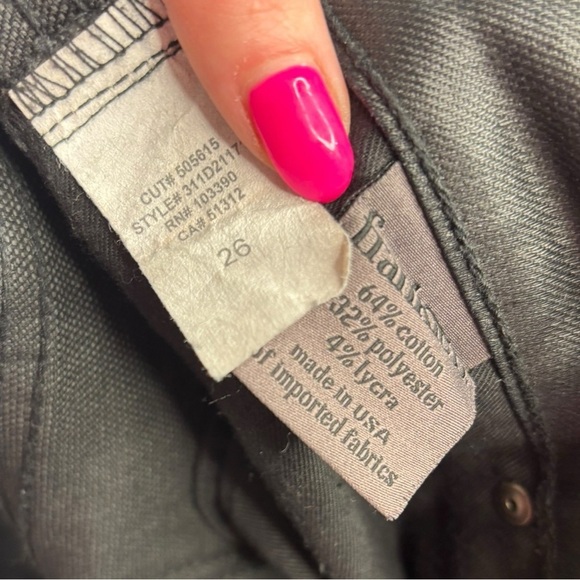 CUT# 505615
STYLE# 311D2117
RN# 103390
CA# 51312
26
64% cotton
32% polyester
4% lycra
made in USA
of imported fabrics